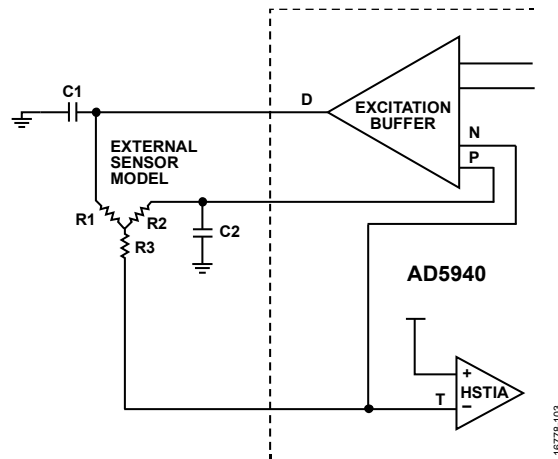 C1
D
EXCITATION
BUFFER
N
P
EXTERNAL
SENSOR
MODEL
R1
R2
R3
C2
AD5940
+
HSTIA
T
−
16778-103